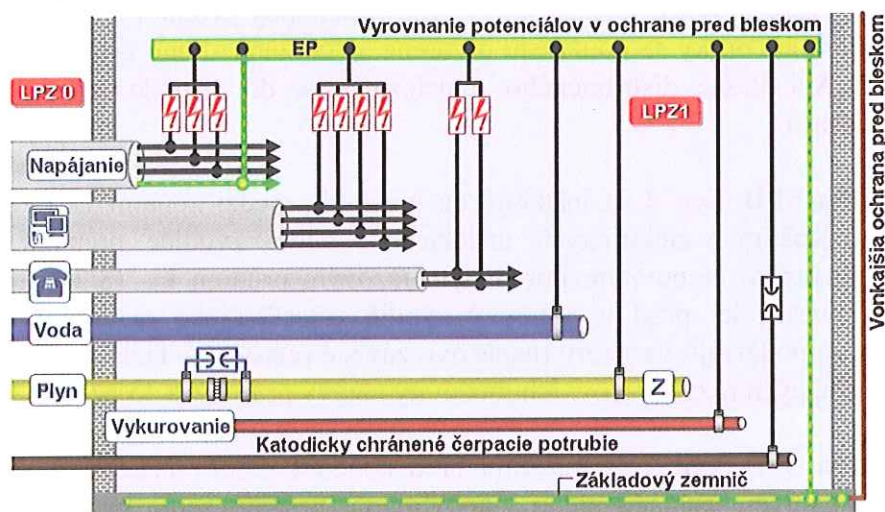 Vyrovnanie potenciálov v ochrane pred bleskom
EP
LPZ 0
LPZ1
Napájanie
Voda
Plyn
Z
Vykurovanie
Katodicky chránené čerpacie potrubie
Základový zemnič
Vonkaišia ochrana pred bleskom